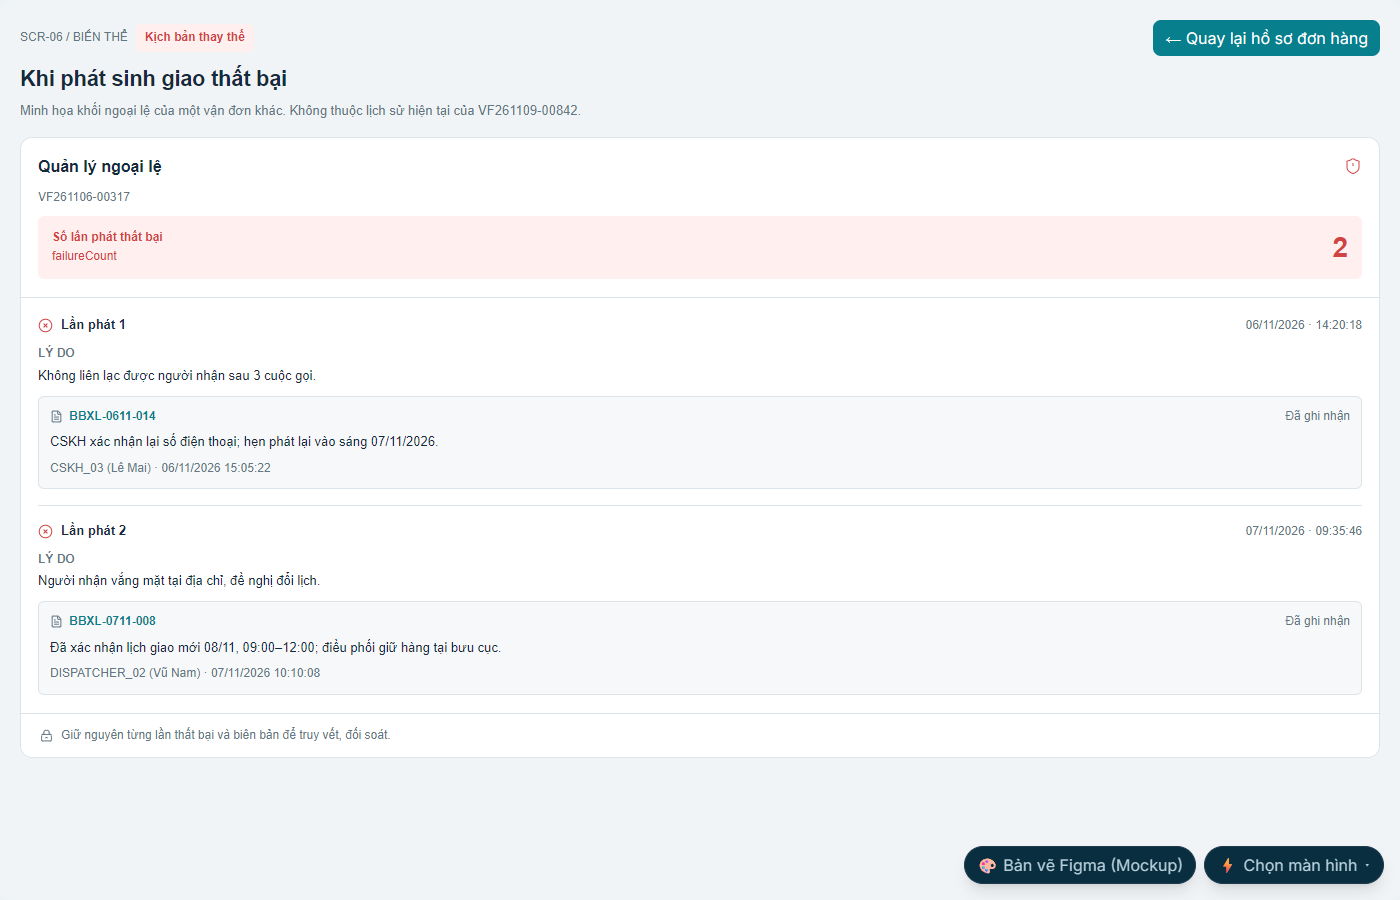 SCR-06 / BIẾN THỂ
Kịch bản thay thế
← Quay lại hồ sơ đơn hàng
Khi phát sinh giao thất bại
Minh họa khối ngoại lệ của một vận đơn khác. Không thuộc lịch sử hiện tại của VF261109-00842.
Quản lý ngoại lệ
VF261106-00317
Số lần phát thất bại
failureCount
2
Lần phát 1
06/11/2026 · 14:20:18
LÝ DO
Không liên lạc được người nhận sau 3 cuộc gọi.
BBXL-0611-014
Đã ghi nhận
CSKH xác nhận lại số điện thoại; hẹn phát lại vào sáng 07/11/2026.
CSKH_03 (Lê Mai) · 06/11/2026 15:05:22
Lần phát 2
07/11/2026 · 09:35:46
LÝ DO
Người nhận vắng mặt tại địa chỉ, đề nghị đổi lịch.
BBXL-0711-008
Đã ghi nhận
Đã xác nhận lịch giao mới 08/11, 09:00–12:00; điều phối giữ hàng tại bưu cục.
DISPATCHER_02 (Vũ Nam) · 07/11/2026 10:10:08
Giữ nguyên từng lần thất bại và biên bản để truy vết, đối soát.
Bản vẽ Figma (Mockup)
Chọn màn hình